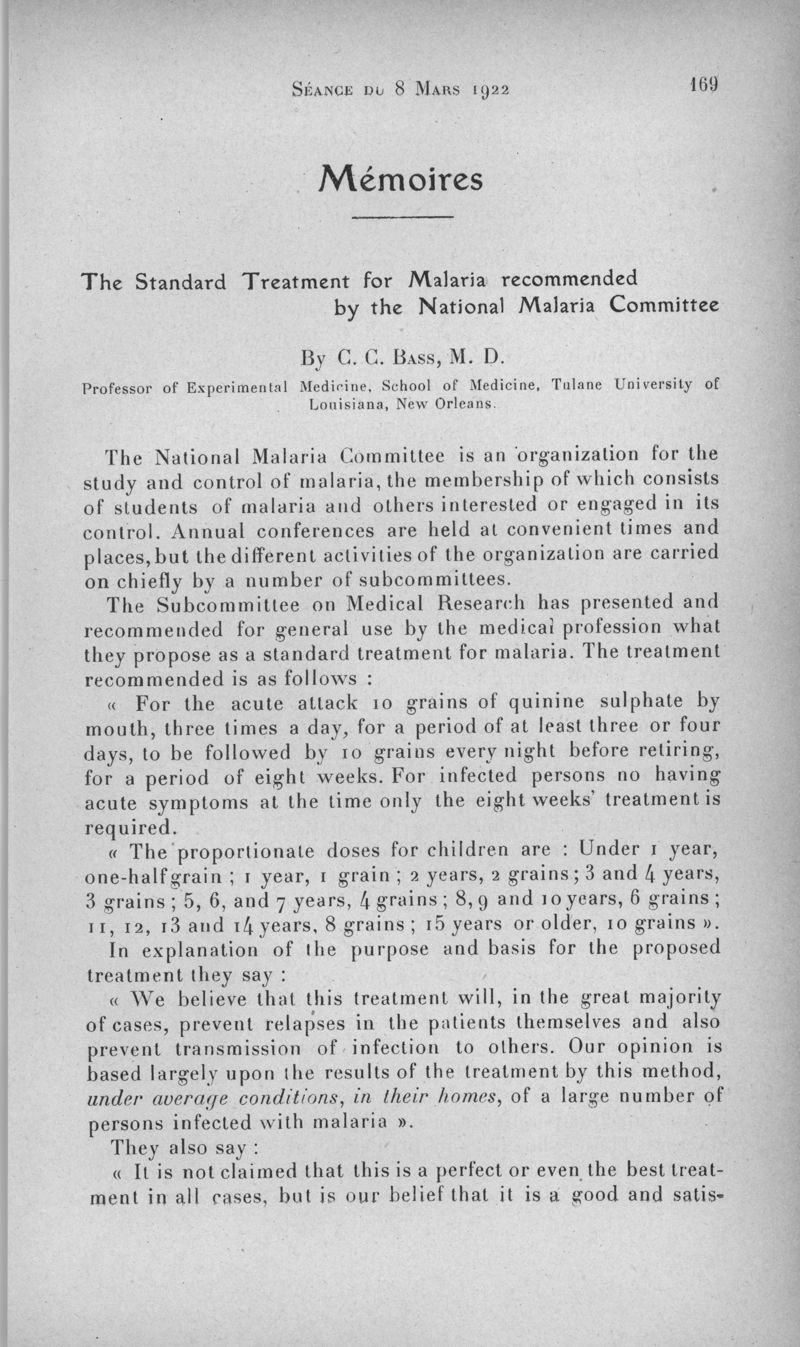 SÉANCE DU 8 MARS 1922
169
Mémoires
The Standard Treatment for Malaria recommended
by the National Malaria Committee
By C. C. BASS, M. D.
Professor of Experimental Medicine, School of Medicine, Tulane University of
Louisiana, New Orleans.
The National Malaria Committee is an organization for the
study and control of malaria, the membership of which consists
of students of malaria and others interested or engaged in its
control. Annual conferences are held at convenient times and
places, but the different activities of the organization are carried
on chiefly by a number of subcommittees.
The Subcommittee on Medical Research has presented and
recommended for general use by the medical profession what
they propose as a standard treatment for malaria. The treatment
recommended is as follows :
« For the acute attack 10 grains of quinine sulphate by
mouth, three times a day, for a period of at least three or four
days, to be followed by 10 grains every night before retiring,
for a period of eight weeks. For infected persons no having
acute symptoms at the time only the eight weeks' treatment is
required.
« The proportionate doses for children are : Under 1 year,
one-half grain ; 1 year, 1 grain ; 2 years, 2 grains ; 3 and 4 years,
3 grains ; 5, 6, and 7 years, 4 grains ; 8, 9 and 10 years, 6 grains ;
11, 12, 13 and 14 years, 8 grains ; 15 years or older, 10 grains ».
In explanation of the purpose and basis for the proposed
treatment they say :
« We believe that this treatment will, in the great majority
of cases, prevent relapses in the patients themselves and also
prevent transmission of infection to others. Our opinion is
based largely upon the results of the treatment by this method,
under average conditions, in their homes, of a large number of
persons infected with malaria ».
They also say :
« It is not claimed that this is a perfect or even the best treat-
ment in all cases, but is our belief that it is a good and satis-